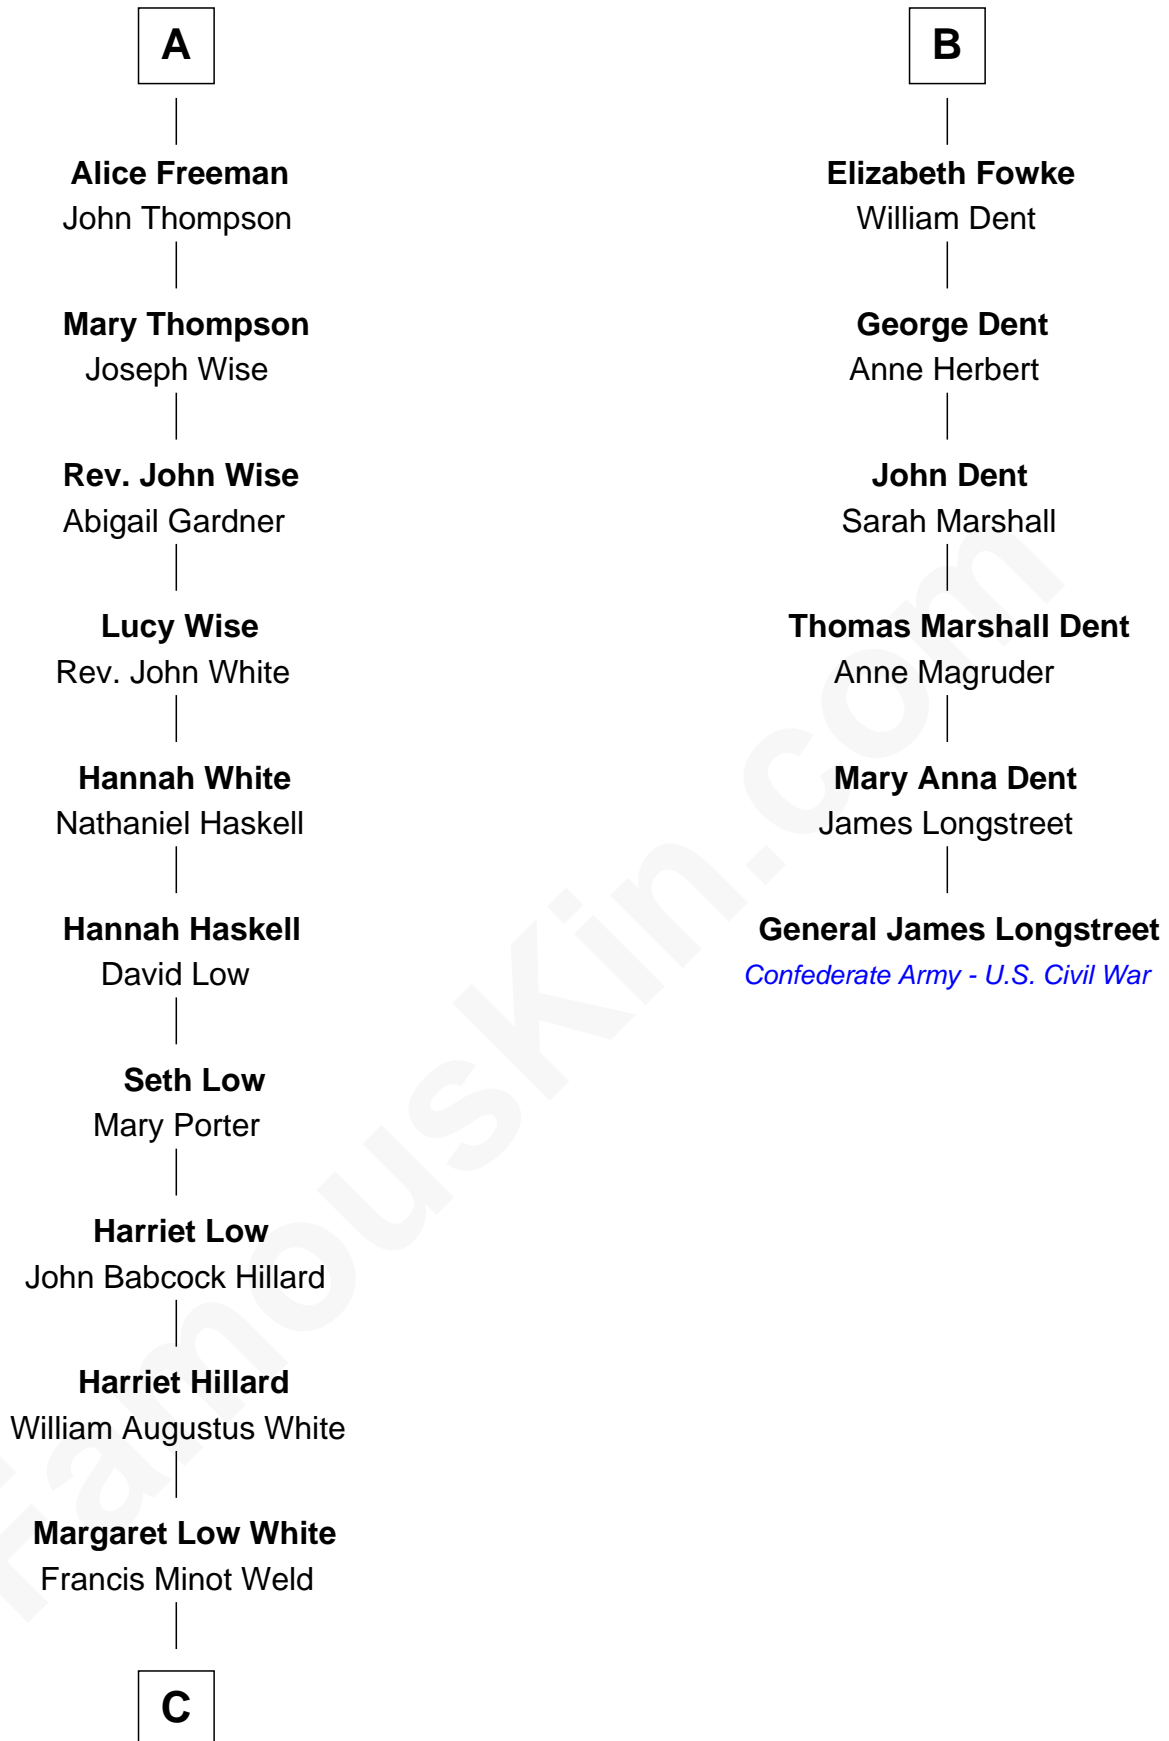 A
Alice Freeman
John Thompson
Mary Thompson
Joseph Wise
Rev. John Wise
Abigail Gardner
Lucy Wise
Rev. John White
Hannah White
Nathaniel Haskell
Hannah Haskell
David Low
Seth Low
Mary Porter
Harriet Low
John Babcock Hillard
Harriet Hillard
William Augustus White
Margaret Low White
Francis Minot Weld
C
B
Elizabeth Fowke
William Dent
George Dent
Anne Herbert
John Dent
Sarah Marshall
Thomas Marshall Dent
Anne Magruder
Mary Anna Dent
James Longstreet
General James Longstreet
Confederate Army - U.S. Civil War
FamousKin.com